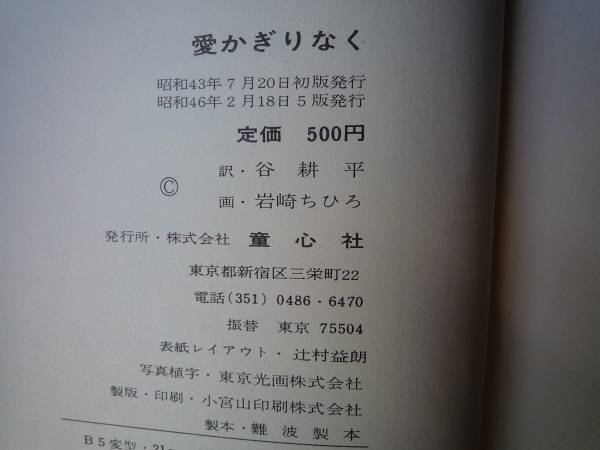 愛かぎりなく
昭和43年7月20日初版発行
昭和46年2月18日5版発行
定価 500円
訳・谷 耕 平
Ⓒ
画・岩崎ちひろ
発行所・株式会社 童心社
東京都新宿区三栄町22
電話(351) 0486・6470
振替 東京 75504
表紙レイアウト・辻村益朗
写真植字・東京光画株式会社
製版・印刷・小宮山印刷株式会社
製本・難波製本
B5変型・21